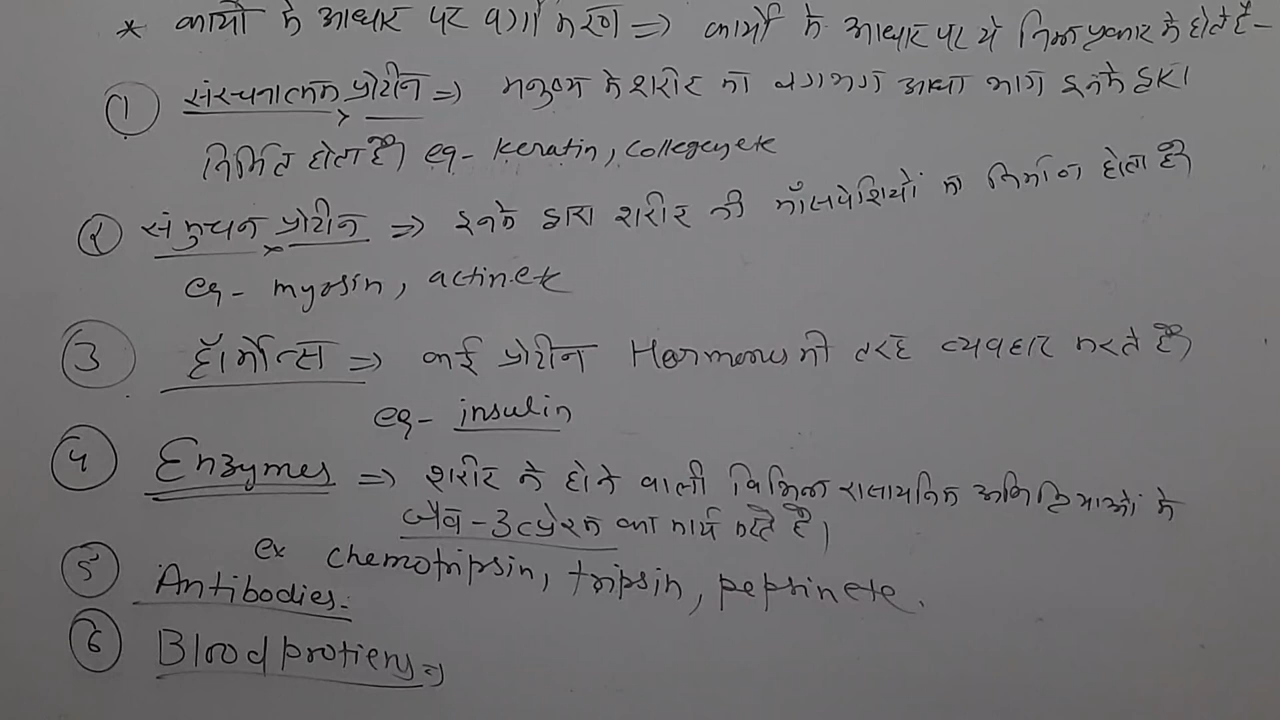 * कार्यों के आधार पर वर्गीकरण => कार्यों के आधार पर ये निम्न प्रकार के होते हैं-
① संरचनात्मक प्रोटीन => मनुष्य के शरीर का लगभग आधा भाग इनके द्वारा
निर्मित होता है। eg- keratin, collegen etc
② संकुचन प्रोटीन => इनके द्वारा शरीर की माँसपेशियों का निर्माण होता है।
eg- myosin, actin etc
③ हॉर्मोन्स => कई प्रोटीन Harmons की तरह व्यवहार करते है।
eg- insulin
④ Enzymes => शरीर मे होने वाली विभिन्न रासायनिक अभिक्रियाओं मे
जैव-उत्प्रेरक का कार्य करते है।
ex chemotripsin, tripsin, pepsin etc.
⑤ Antibodies-
⑥ Blood protiens =>